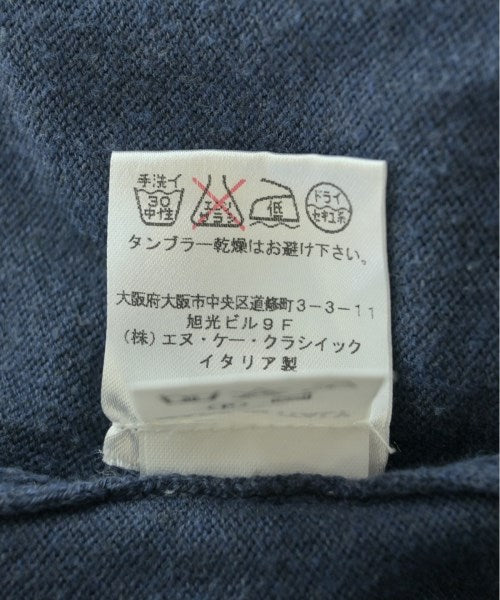 手洗イ
30
中性
エンソ
サラシ
低
ドライ
セキユ系
タンブラー乾燥はお避け下さい。
大阪府大阪市中央区道修町3-3-11
旭光ビル9F
(株)エヌ・ケー・クラシイック
イタリア製